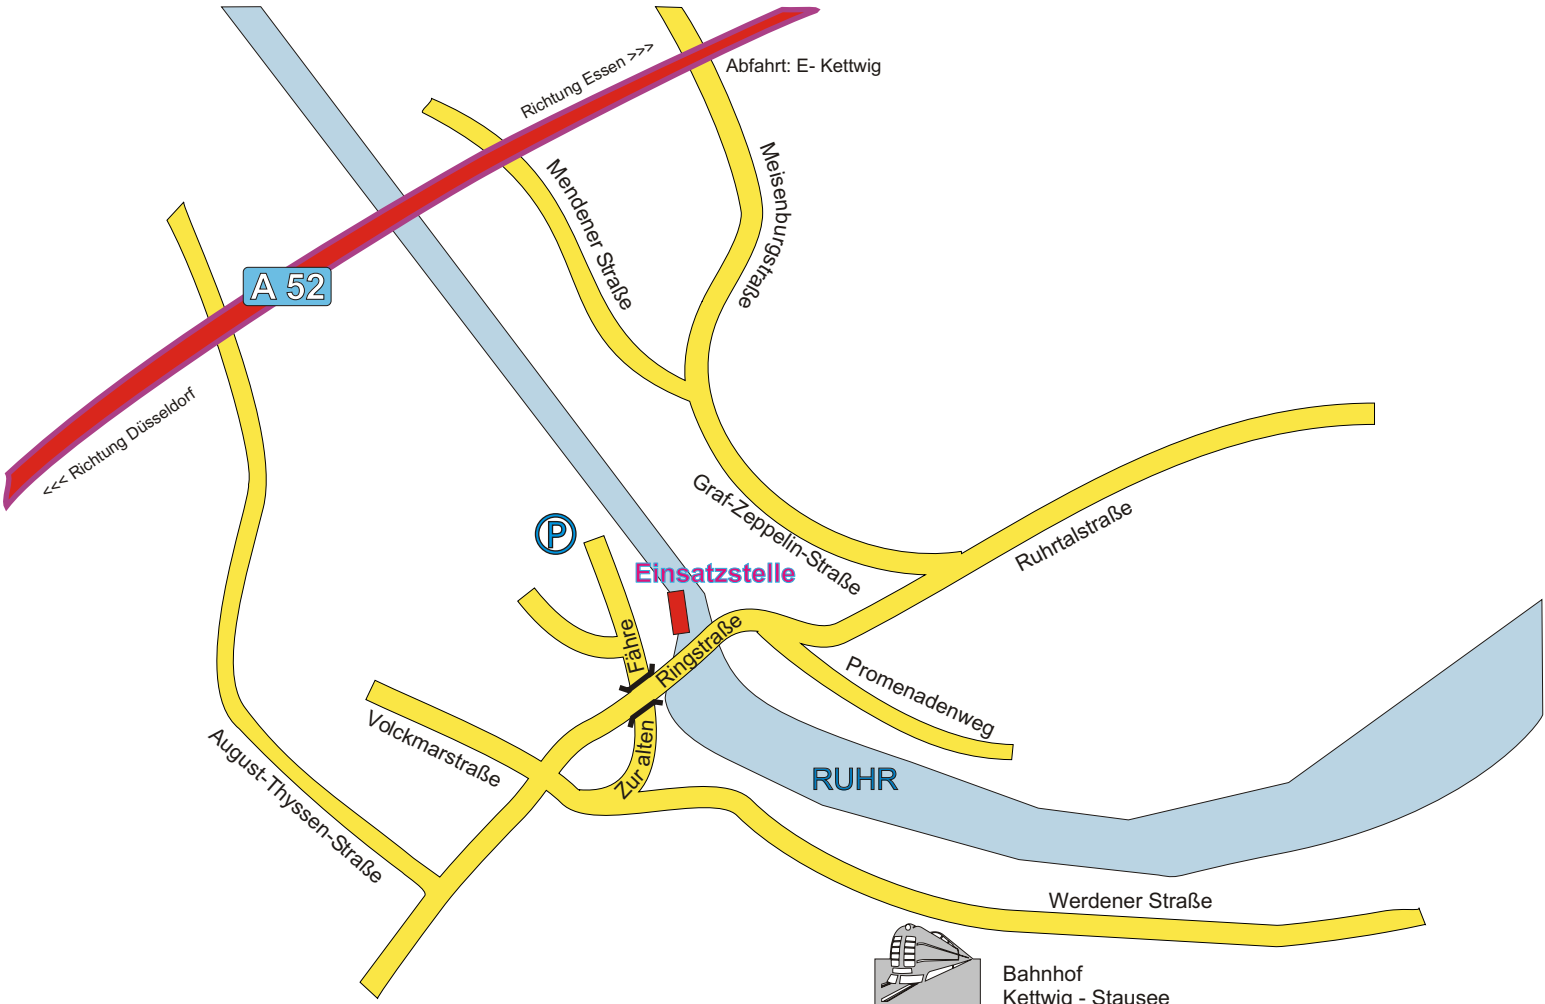 Richtung Essen >>>
Abfahrt: E- Kettwig
Mendener Straße
Meisenburgstraße
A 52
<<< Richtung Düsseldorf
Graf-Zeppelin-Straße
Ruhrtalstraße
P
Einsatzstelle
Fähre
Ringstraße
Promenadenweg
Volckmarstraße
Zur alten
August-Thyssen-Straße
RUHR
Werdener Straße
Bahnhof
Kettwig - Stausee